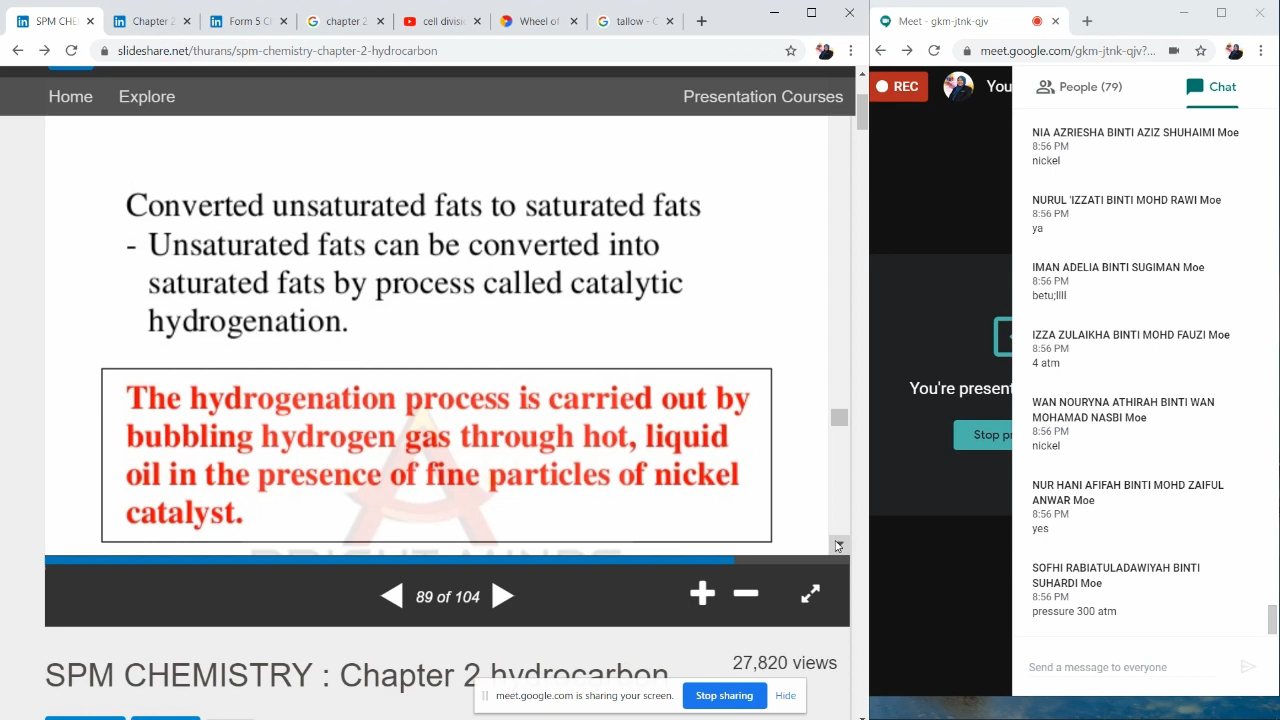 SPM CHE
Chapter 2
Form 5 C
chapter 2
cell divisi
Wheel of
tallow - G
slideshare.net/thurans/spm-chemistry-chapter-2-hydrocarbon
Home Explore Presentation Courses
Converted unsaturated fats to saturated fats
- Unsaturated fats can be converted into
saturated fats by process called catalytic
hydrogenation.
The hydrogenation process is carried out by
bubbling hydrogen gas through hot, liquid
oil in the presence of fine particles of nickel
catalyst.
89 of 104
SPM CHEMISTRY : Chapter 2 hydrocarbon
27,820 views
meet.google.com is sharing your screen. Stop sharing Hide
Meet - gkm-jtnk-qjv
meet.google.com/gkm-jtnk-qjv?...
REC
You
People (79) Chat
You're present
Stop pr
NIA AZRIESHA BINTI AZIZ SHUHAIMI Moe
8:56 PM
nickel
NURUL 'IZZATI BINTI MOHD RAWI Moe
8:56 PM
ya
IMAN ADELIA BINTI SUGIMAN Moe
8:56 PM
betu;llll
IZZA ZULAIKHA BINTI MOHD FAUZI Moe
8:56 PM
4 atm
WAN NOURYNA ATHIRAH BINTI WAN
MOHAMAD NASBI Moe
8:56 PM
nickel
NUR HANI AFIFAH BINTI MOHD ZAIFUL
ANWAR Moe
8:56 PM
yes
SOFHI RABIATULADAWIYAH BINTI
SUHARDI Moe
8:56 PM
pressure 300 atm
Send a message to everyone